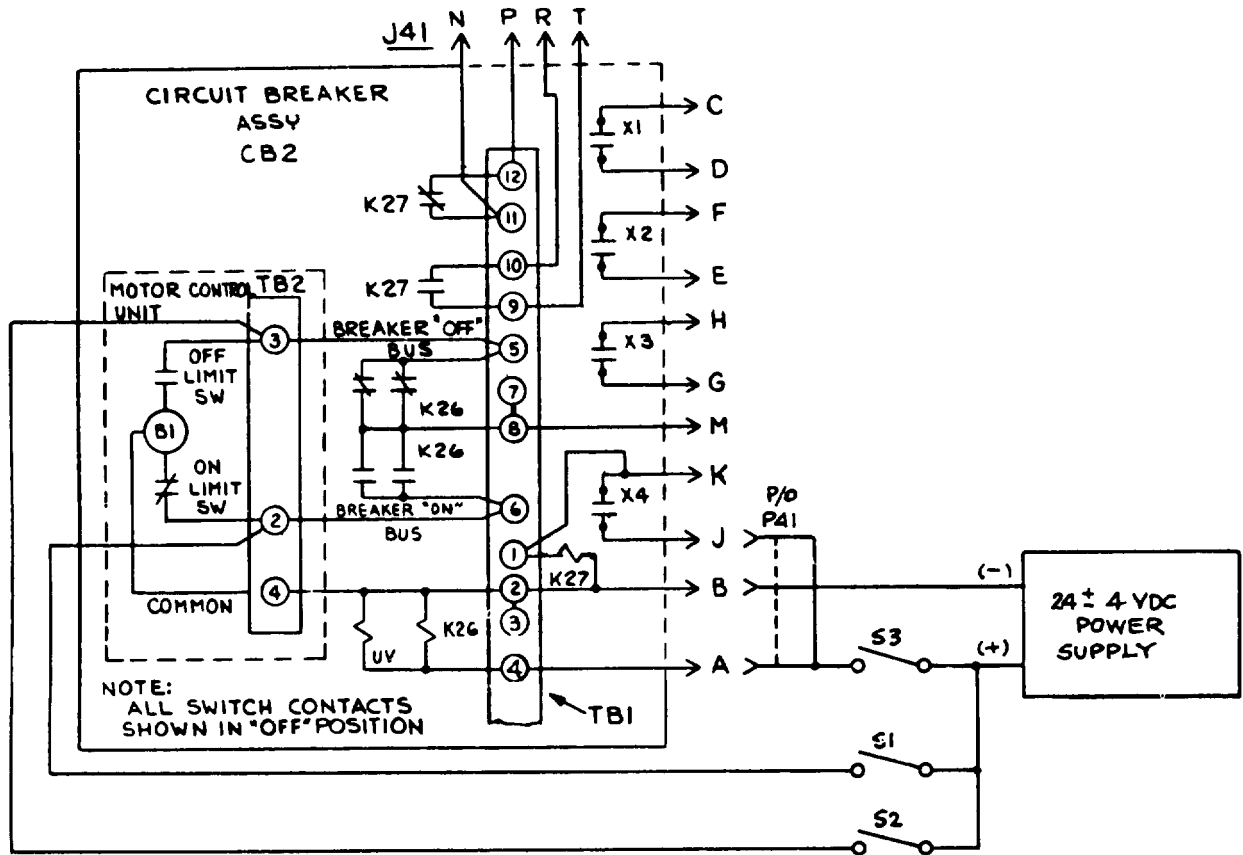 J41
N P R T
CIRCUIT BREAKER
ASSY
CB2
C
X1
D
12
K27
11
F
X2
E
10
K27
9
H
X3
G
MOTOR CONTROL
UNIT
TB2
3
BREAKER "OFF"
BUS
5
OFF
LIMIT
SW
7
K26
8
M
B1
K26
ON
LIMIT
SW
K
X4
J
P/O
P41
6
2
BREAKER "ON"
BUS
1
K27
2
B
(-)
24 ± 4 VDC
POWER
SUPPLY
4
COMMON
3
UV
K26
4
A
S3
(+)
NOTE:
ALL SWITCH CONTACTS
SHOWN IN "OFF" POSITION
TB1
S1
S2